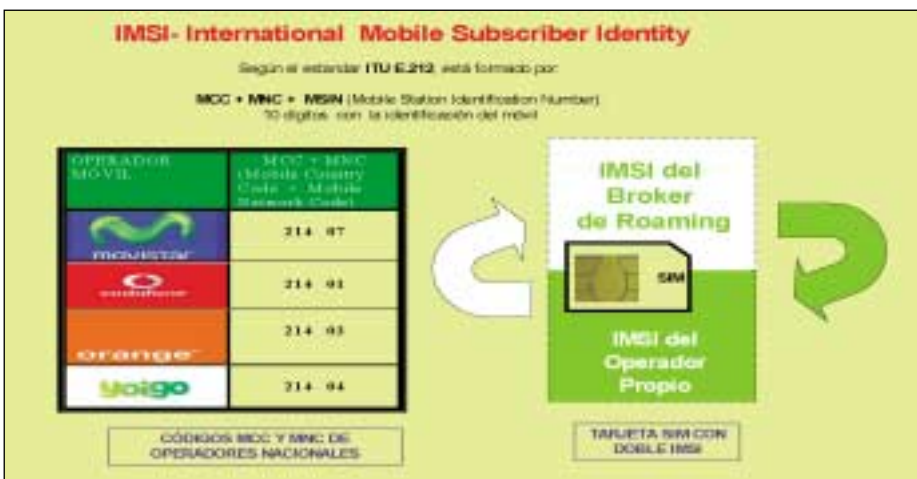 IMSI- International Mobile Subscriber Identity
Según el estandar ITU E.212, está formado por:
MCC + MNC + MSIN (Mobile Station Identification Number)
10 dígitos con la identificación del móvil
OPERADOR
MÓVIL
MCC + MNC
(Mobile Country
Code + Mobile
Network Code)
movistar
214 07
vodafone
214 01
orange
214 03
yoigo
214 04
CÓDIGOS MCC Y MNC DE
OPERADORES NACIONALES
IMSI del
Broker
de Roaming
SIM
IMSI del
Operador
Propio
TARJETA SIM CON
DOBLE IMSI